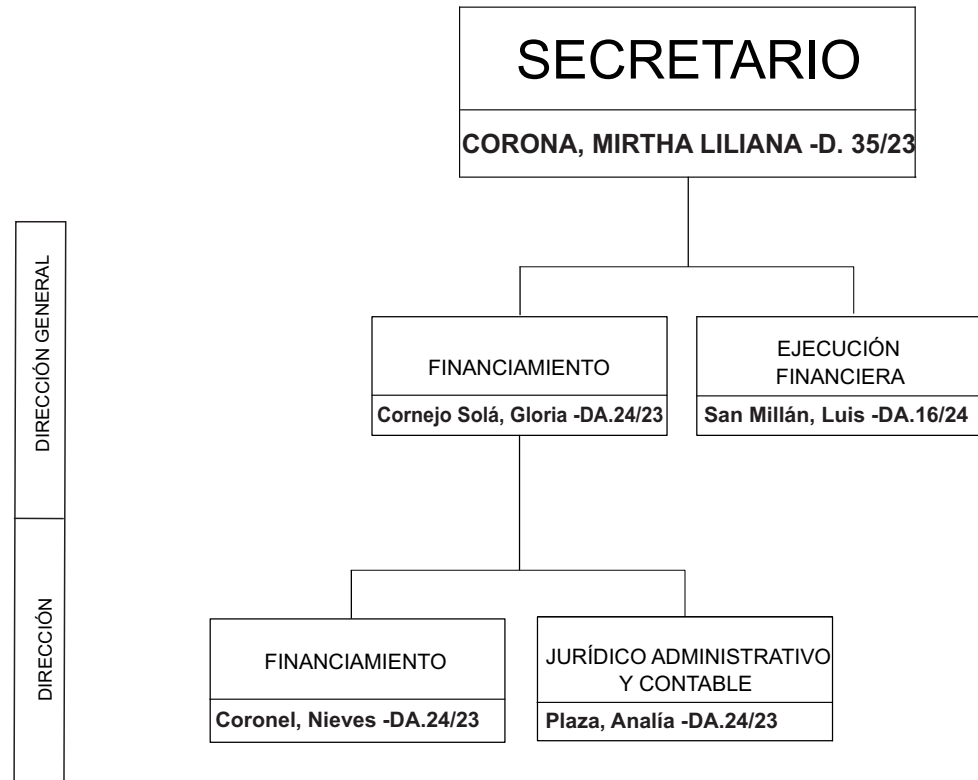 SECRETARIO
CORONA, MIRTHA LILIANA -D. 35/23
DIRECCIÓN GENERAL
FINANCIAMIENTO
Cornejo Solá, Gloria -DA.24/23
EJECUCIÓN
FINANCIERA
San Millán, Luis -DA.16/24
DIRECCIÓN
FINANCIAMIENTO
Coronel, Nieves -DA.24/23
JURÍDICO ADMINISTRATIVO
Y CONTABLE
Plaza, Analía -DA.24/23